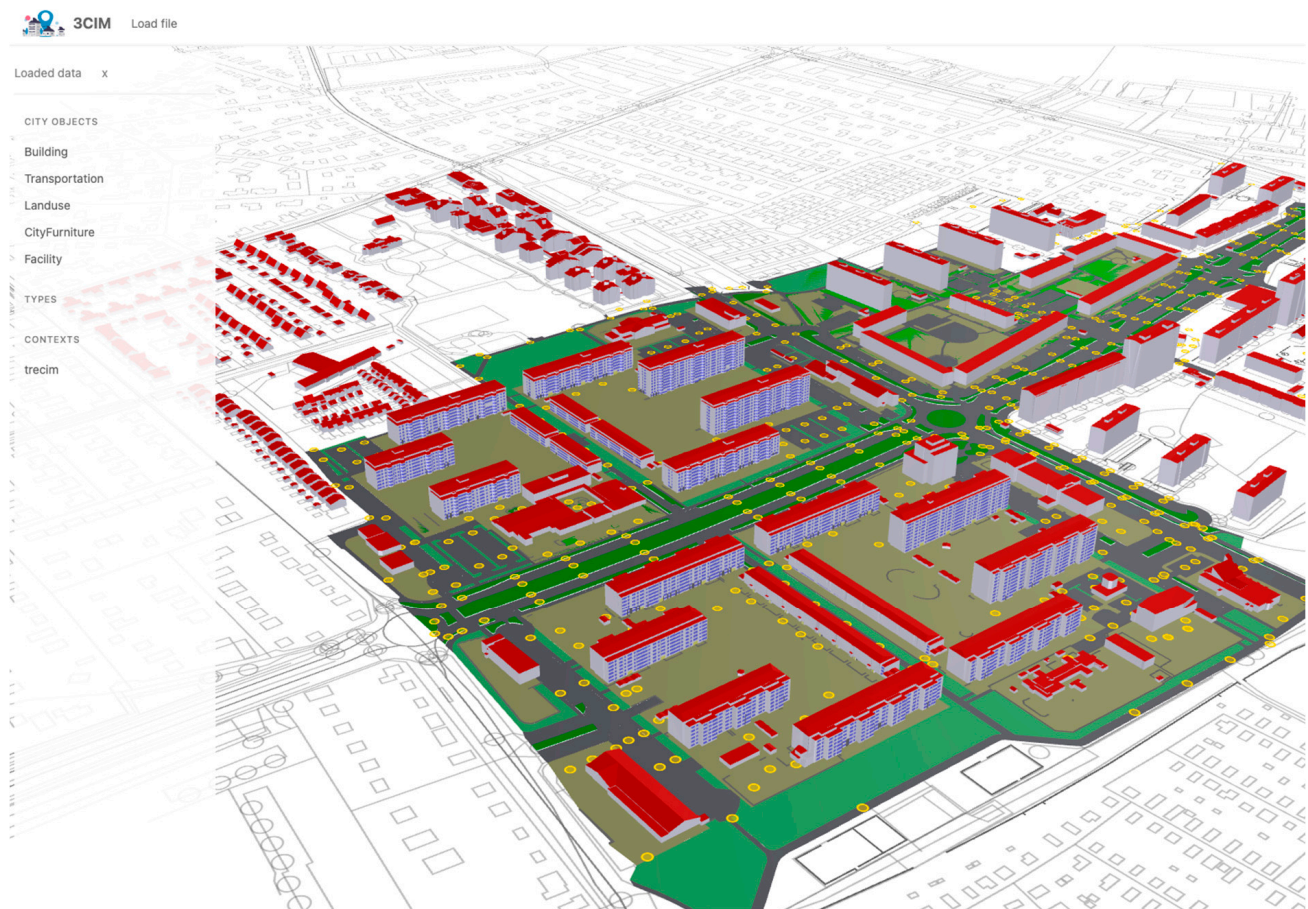 3CIM Load file
Loaded data x
CITY OBJECTS
Building
Transportation
Landuse
CityFurniture
Facility
TYPES
CONTEXTS
trecim